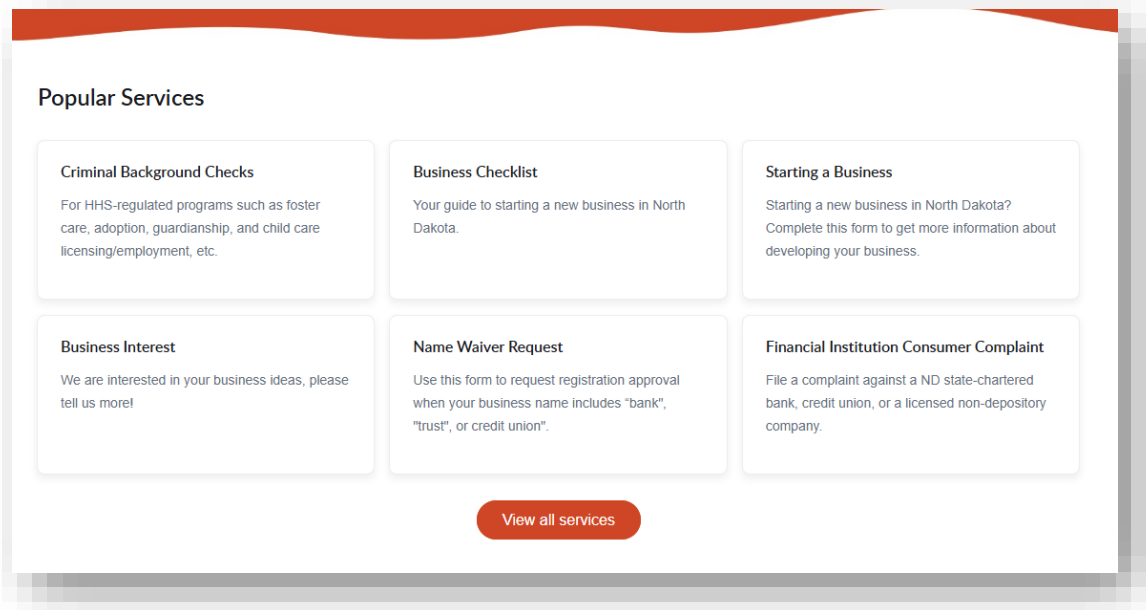 Popular Services
Criminal Background Checks
For HHS-regulated programs such as foster
care, adoption, guardianship, and child care
licensing/employment, etc.
Business Checklist
Your guide to starting a new business in North
Dakota.
Starting a Business
Starting a new business in North Dakota?
Complete this form to get more information about
developing your business.
Business Interest
We are interested in your business ideas, please
tell us more!
Name Waiver Request
Use this form to request registration approval
when your business name includes “bank",
"trust", or credit union".
Financial Institution Consumer Complaint
File a complaint against a ND state-chartered
bank, credit union, or a licensed non-depository
company.
View all services